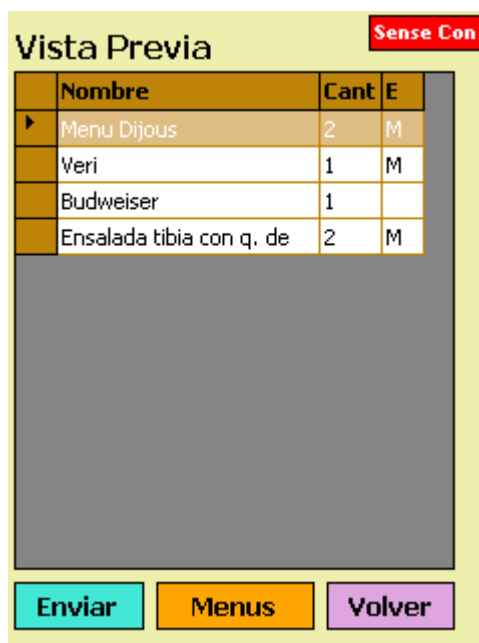 Sense Con
Vista Previa
Nombre Cant E
Menu Dijous 2 M
Veri 1 M
Budweiser 1
Ensalada tibia con q. de 2 M
Enviar Menus Volver